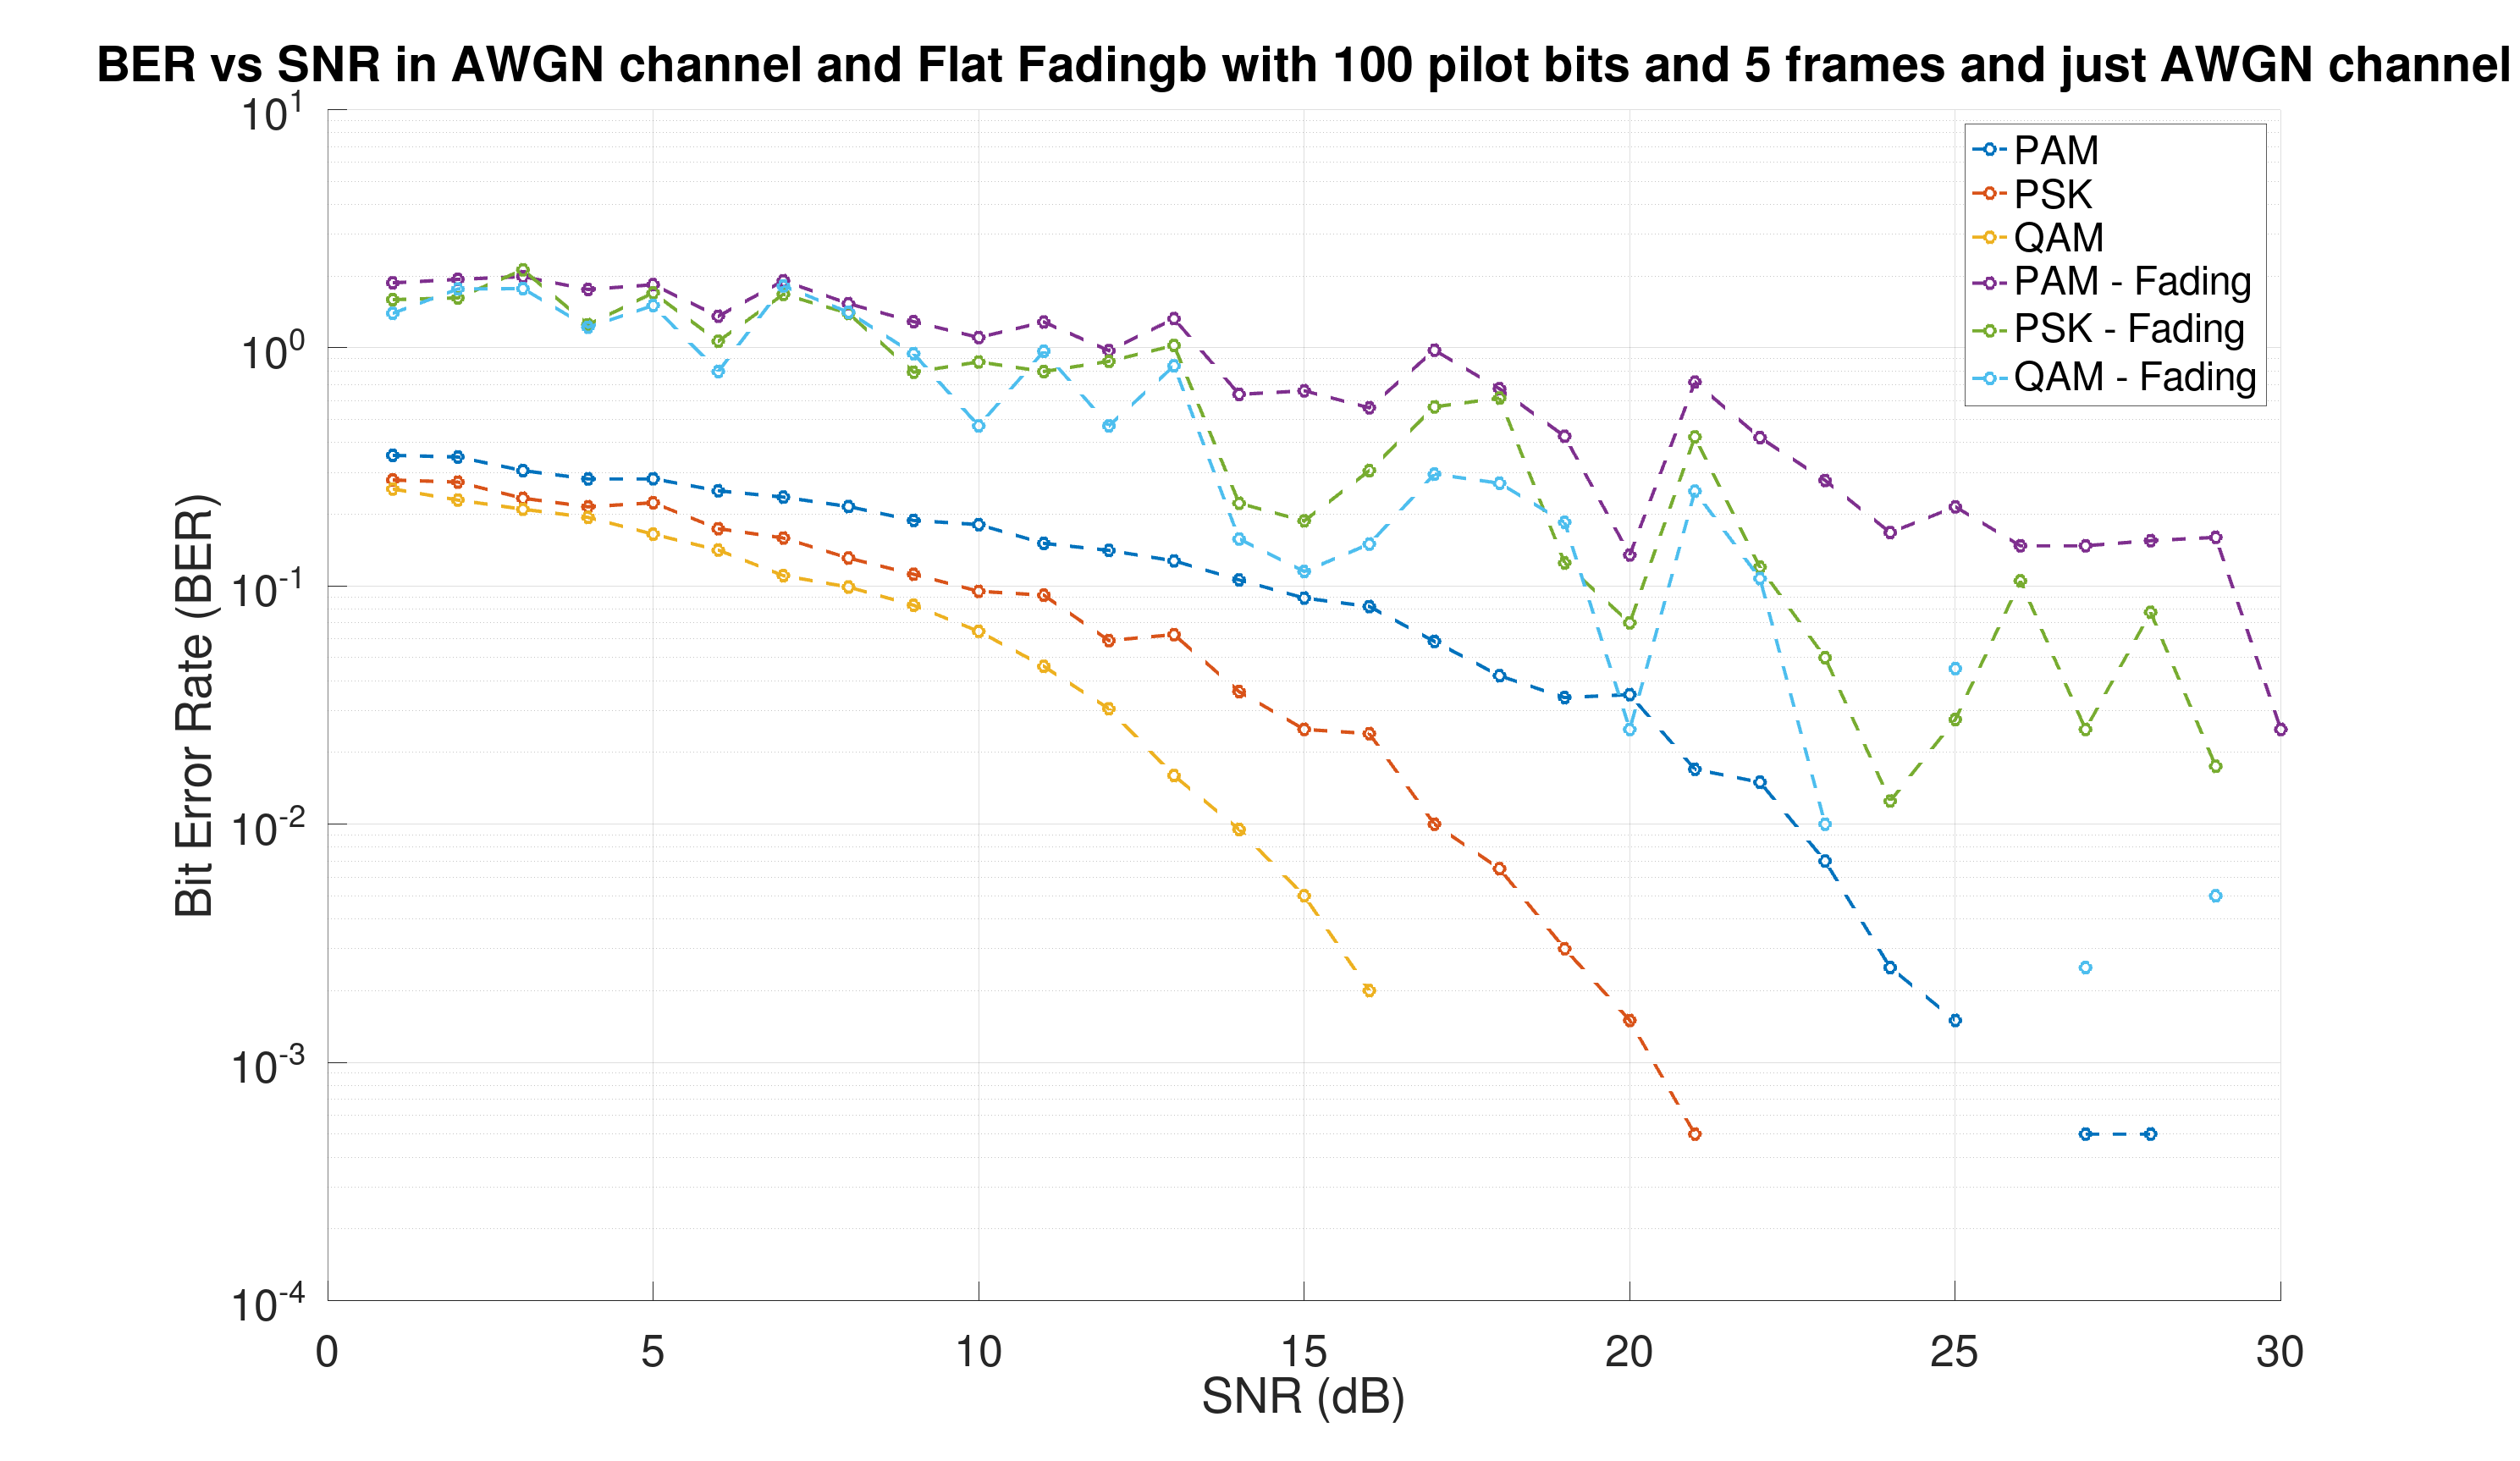 BER vs SNR in AWGN channel and Flat Fadingb with 100 pilot bits and 5 frames and just AWGN channel
10^1
10^0
10^-1
10^-2
10^-3
10^-4
Bit Error Rate (BER)
PAM
PSK
QAM
PAM - Fading
PSK - Fading
QAM - Fading
0 5 10 15 20 25 30
SNR (dB)